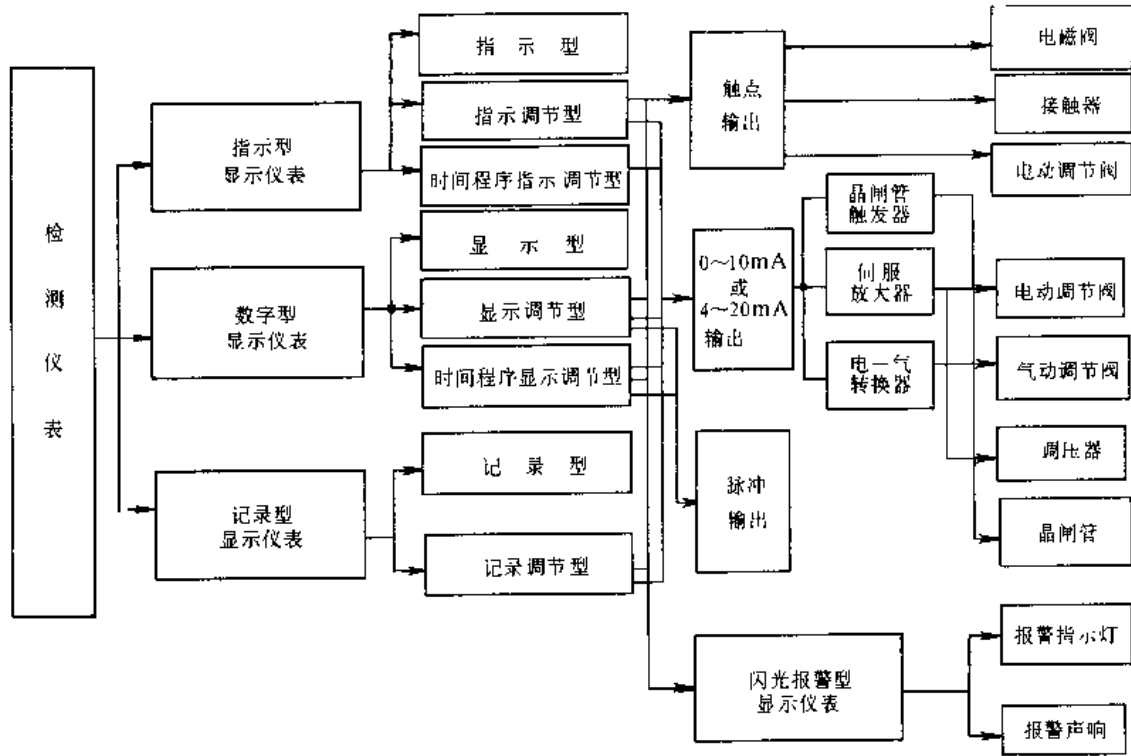 检
测
仪
表
指示型
显示仪表
数字型
显示仪表
记录型
显示仪表
指示型
指示调节型
时间程序指示调节型
显示型
显示调节型
时间程序显示调节型
记录型
记录调节型
触点
输出
0～10mA
或
4～20mA
输出
脉冲
输出
闪光报警型
显示仪表
晶闸管
触发器
伺服
放大器
电—气
转换器
电磁阀
接触器
电动调节阀
电动调节阀
气动调节阀
调压器
晶闸管
报警指示灯
报警声响